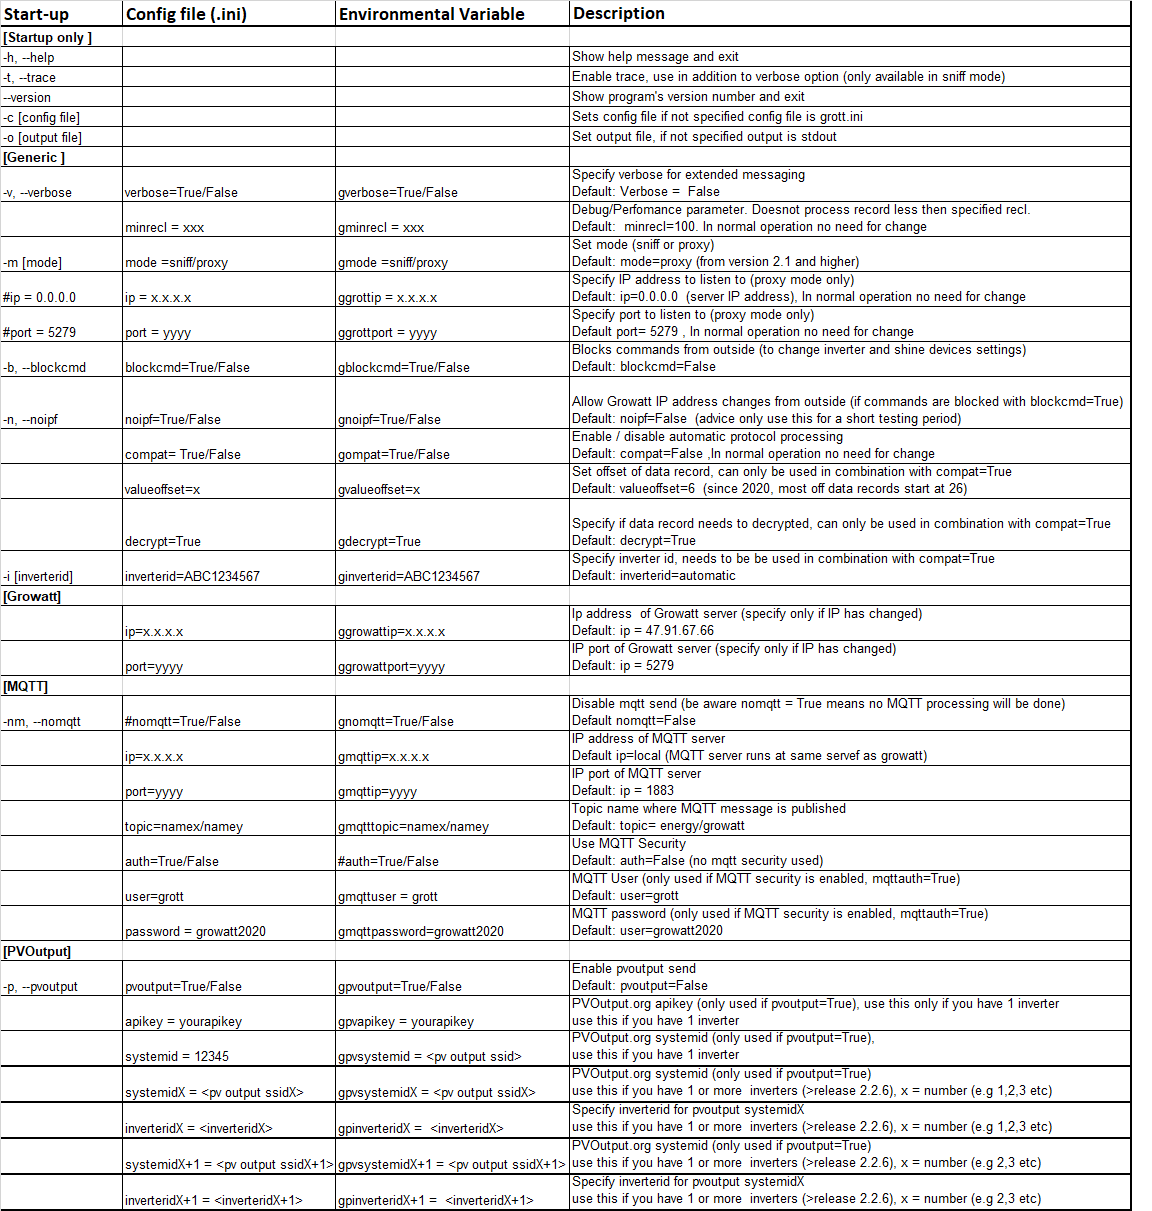 Start-up Config file (.ini) Environmental Variable Description
[Startup only ]
-h, --help Show help message and exit
-t, --trace Enable trace, use in addition to verbose option (only available in sniff mode)
--version Show program's version number and exit
-c [config file] Sets config file if not specified config file is grott.ini
-o [output file] Set output file, if not specified output is stdout
[Generic ]
Specify verbose for extended messaging
-v, --verbose verbose=True/False gverbose=True/False Default: Verbose =  False
Debug/Perfomance parameter. Doesnot process record less then specified recl.
minrecl = xxx gminrecl = xxx Default:  minrecl=100. In normal operation no need for change
Set mode (sniff or proxy)
-m [mode] mode =sniff/proxy gmode =sniff/proxy Default: mode=proxy (from version 2.1 and higher)
Specify IP address to listen to (proxy mode only)
#ip = 0.0.0.0 ip = x.x.x.x ggrottip = x.x.x.x Default: ip=0.0.0.0  (server IP address), In normal operation no need for change
Specify port to listen to (proxy mode only)
#port = 5279 port = yyyy ggrottport = yyyy Default port= 5279 , In normal operation no need for change
Blocks commands from outside (to change inverter and shine devices settings)
-b, --blockcmd blockcmd=True/False gblockcmd=True/False Default: blockcmd=False
Allow Growatt IP address changes from outside (if commands are blocked with blockcmd=True)
-n, --noipf noipf=True/False gnoipf=True/False Default: noipf=False  (advice only use this for a short testing period)
Enable / disable automatic protocol processing
compat= True/False gompat=True/False Default: compat=False ,In normal operation no need for change
Set offset of data record, can only be used in combination with compat=True
valueoffset=x gvalueoffset=x Default: valueoffset=6  (since 2020, most off data records start at 26)
Specify if data record needs to decrypted, can only be used in combination with compat=True
decrypt=True gdecrypt=True Default: decrypt=True
Specify inverter id, needs to be be used in combination with compat=True
-i [inverterid] inverterid=ABC1234567 ginverterid=ABC1234567 Default: inverterid=automatic
[Growatt]
Ip address  of Growatt server (specify only if IP has changed)
ip=x.x.x.x ggrowattip=x.x.x.x Default: ip = 47.91.67.66
IP port of Growatt server (specify only if IP has changed)
port=yyyy ggrowattport=yyyy Default: ip = 5279
[MQTT]
Disable mqtt send (be aware nomqtt = True means no MQTT processing will be done)
-nm, --nomqtt #nomqtt=True/False gnomqtt=True/False Default nomqtt=False
IP address of MQTT server
ip=x.x.x.x gmqttip=x.x.x.x Default ip=local (MQTT server runs at same servef as growatt)
IP port of MQTT server
port=yyyy gmqttip=yyyy Default: ip = 1883
Topic name where MQTT message is published
topic=namex/namey gmqtttopic=namex/namey Default: topic= energy/growatt
Use MQTT Security
auth=True/False #auth=True/False Default: auth=False (no mqtt security used)
MQTT User (only used if MQTT security is enabled, mqttauth=True)
user=grott gmqttuser = grott Default: user=grott
MQTT password (only used if MQTT security is enabled, mqttauth=True)
password = growatt2020 gmqttpassword=growatt2020 Default: user=growatt2020
[PVOutput]
Enable pvoutput send
-p, --pvoutput pvoutput=True/False gpvoutput=True/False Default: pvoutput=False
PVOutput.org apikey (only used if pvoutput=True), use this only if you have 1 inverter
apikey = yourapikey gpvapikey = yourapikey use this if you have 1 inverter
PVOutput.org systemid (only used if pvoutput=True),
systemid = 12345 gpvsystemid = <pv output ssid> use this if you have 1 inverter
PVOutput.org systemid (only used if pvoutput=True)
systemidX = <pv output ssidX> gpvsystemidX = <pv output ssidX> use this if you have 1 or more  inverters (>release 2.2.6), x = number (e.g 1,2,3 etc)
Specify inverterid for pvoutput systemidX
inverteridX = <inverteridX> gpinverteridX =  <inverteridX> use this if you have 1 or more  inverters (>release 2.2.6), x = number (e.g 1,2,3 etc)
PVOutput.org systemid (only used if pvoutput=True)
systemidX+1 = <pv output ssidX+1> gpvsystemidX+1 = <pv output ssidX+1> use this if you have 1 or more  inverters (>release 2.2.6), x = number (e.g 2,3 etc)
Specify inverterid for pvoutput systemidX
inverteridX+1 = <inverteridX+1> gpinverteridX+1 =  <inverteridX+1> use this if you have 1 or more  inverters (>release 2.2.6), x = number (e.g 2,3 etc)